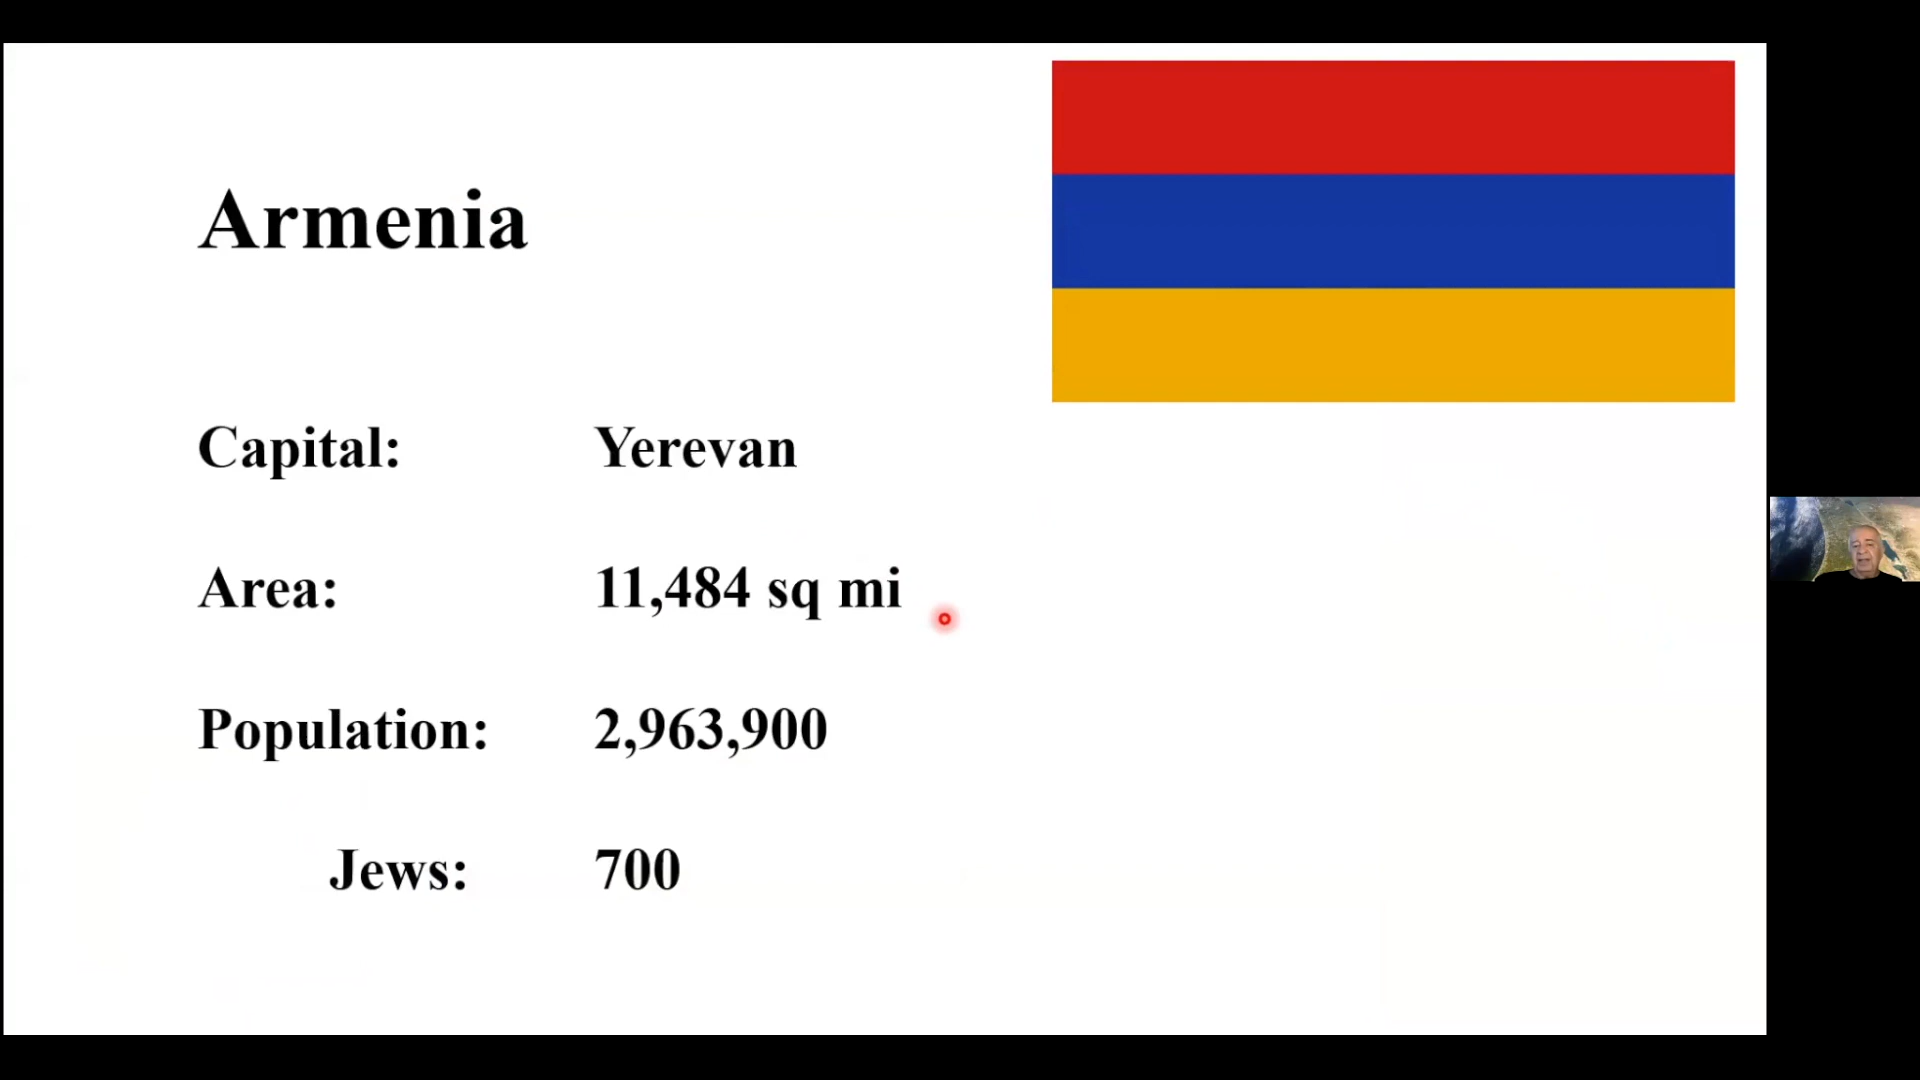 Armenia
Capital: Yerevan
Area: 11,484 sq mi
Population: 2,963,900
Jews: 700